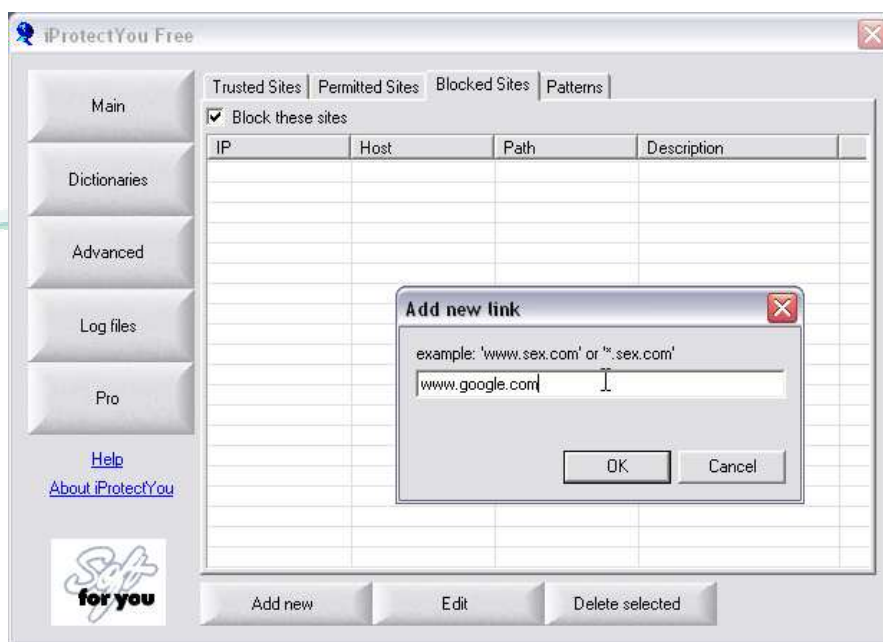 iProtectYou Free
Main
Dictionaries
Advanced
Log files
Pro
Help
About iProtectYou
Soft
for you
Trusted Sites Permitted Sites Blocked Sites Patterns
Block these sites
IP Host Path Description
Add new link
example: 'www.sex.com' or '*.sex.com'
www.google.com
OK Cancel
Add new Edit Delete selected